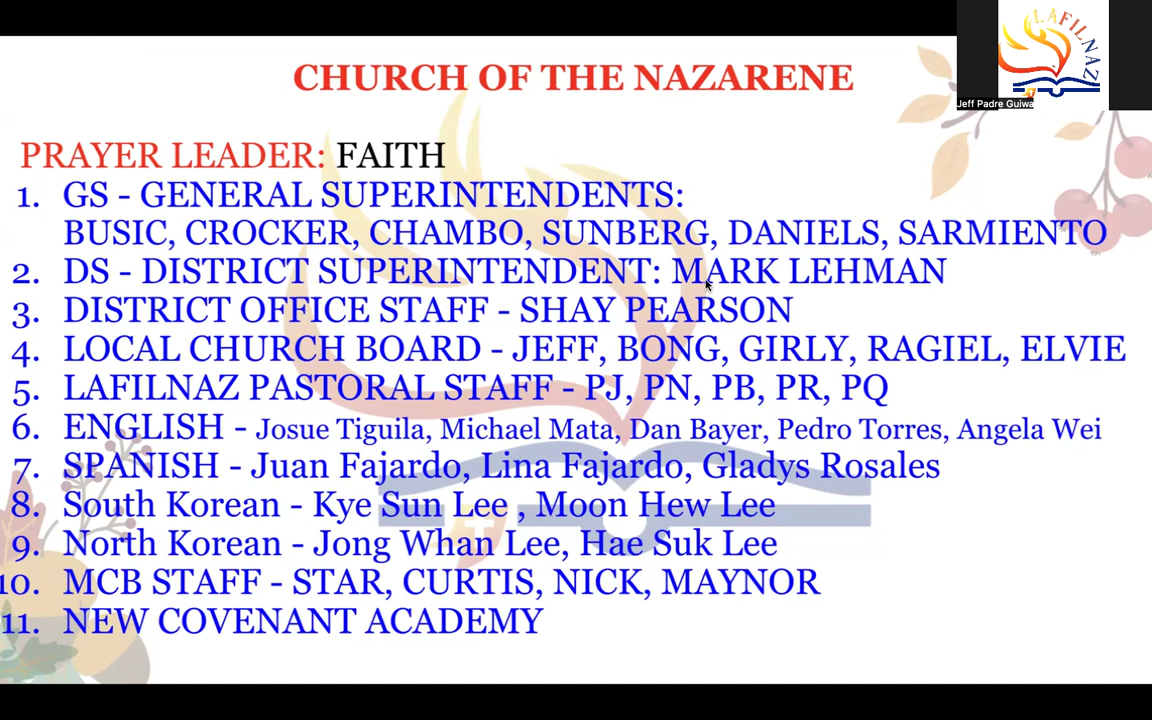 CHURCH OF THE NAZARENE
LAFILNAZ
Jeff Padre Guiwa
PRAYER LEADER: FAITH
1. GS - GENERAL SUPERINTENDENTS:
BUSIC, CROCKER, CHAMBO, SUNBERG, DANIELS, SARMIENTO
2. DS - DISTRICT SUPERINTENDENT: MARK LEHMAN
3. DISTRICT OFFICE STAFF - SHAY PEARSON
4. LOCAL CHURCH BOARD - JEFF, BONG, GIRLY, RAGIEL, ELVIE
5. LAFILNAZ PASTORAL STAFF - PJ, PN, PB, PR, PQ
6. ENGLISH - Josue Tiguila, Michael Mata, Dan Bayer, Pedro Torres, Angela Wei
7. SPANISH - Juan Fajardo, Lina Fajardo, Gladys Rosales
8. South Korean - Kye Sun Lee , Moon Hew Lee
9. North Korean - Jong Whan Lee, Hae Suk Lee
10. MCB STAFF - STAR, CURTIS, NICK, MAYNOR
11. NEW COVENANT ACADEMY